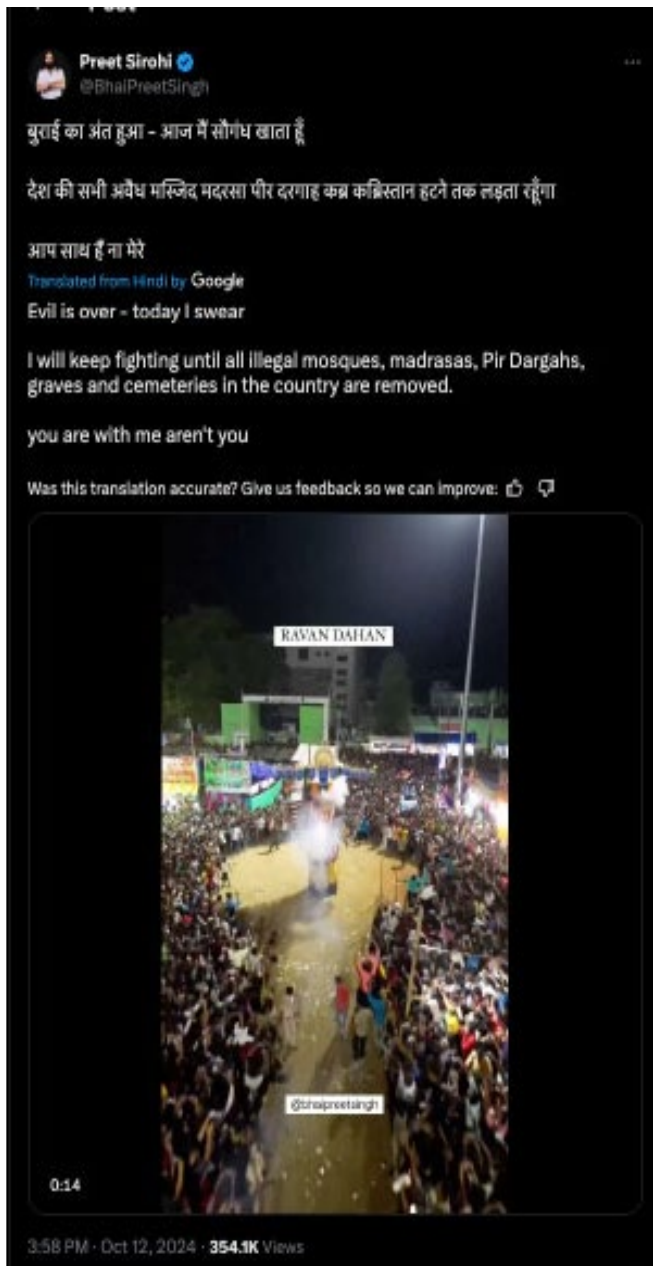 Preet Sirohi
@BhaiPreetSingh
बुराई का अंत हुआ - आज मैं सौगंध खाता हूँ
देश की सभी अवैध मस्जिद मदरसा पीर दरगाह कब्र कब्रिस्तान हटने तक लड़ता रहूँगा
आप साथ हैं ना मेरे
Translated from Hindi by Google
Evil is over - today I swear
I will keep fighting until all illegal mosques, madrasas, Pir Dargahs,
graves and cemeteries in the country are removed.
you are with me aren't you
Was this translation accurate? Give us feedback so we can improve:
RAVAN DAHAN
@bhaipreetsingh
0:14
3:58 PM · Oct 12, 2024 · 354.1K Views